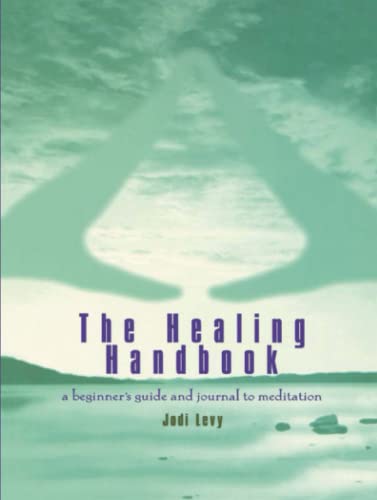 The Healing
Handbook
a beginner's guide and journal to meditation
Jodi Levy